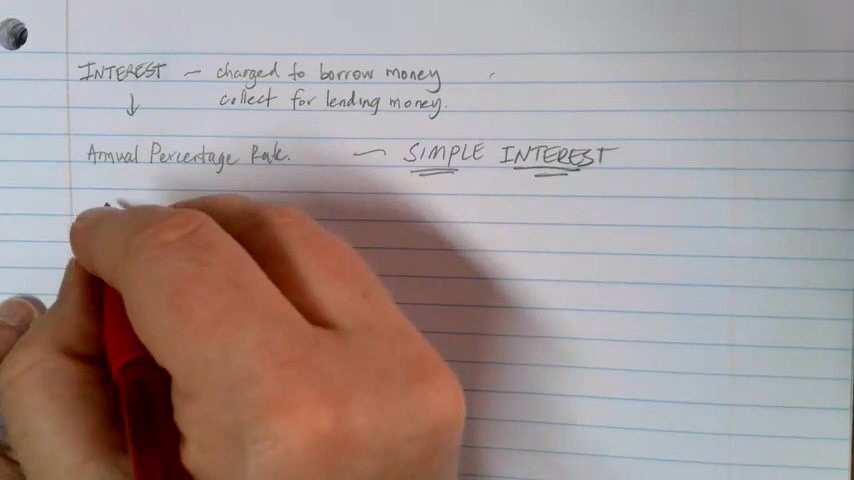 INTEREST - charged to borrow money
↓ collect for lending money.
Annual Percentage Rate. - SIMPLE INTEREST